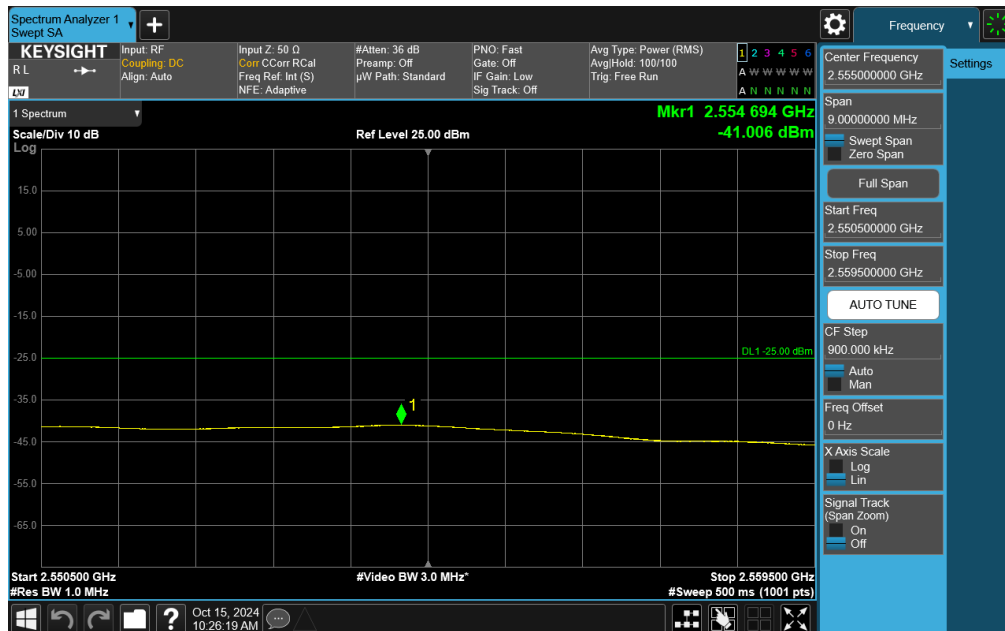 Spectrum Analyzer 1
Swept SA
Frequency
KEYSIGHT
R L
LXI
Input: RF
Coupling: DC
Align: Auto
Input Z: 50 Ω
Corr CCorr RCal
Freq Ref: Int (S)
NFE: Adaptive
#Atten: 36 dB
Preamp: Off
µW Path: Standard
PNO: Fast
Gate: Off
IF Gain: Low
Sig Track: Off
Avg Type: Power (RMS)
Avg|Hold: 100/100
Trig: Free Run
1 2 3 4 5 6
A W W W W W
A N N N N N
1 Spectrum
Scale/Div 10 dB
Log
Ref Level 25.00 dBm
Mkr1 2.554 694 GHz
-41.006 dBm
15.0
5.00
-5.00
-15.0
-25.0
DL1 -25.00 dBm
-35.0
1
-45.0
-55.0
-65.0
Start 2.550500 GHz
#Res BW 1.0 MHz
#Video BW 3.0 MHz*
Stop 2.559500 GHz
#Sweep 500 ms (1001 pts)
Oct 15, 2024
10:26:19 AM
Center Frequency
2.555000000 GHz
Span
9.00000000 MHz
Swept Span
Zero Span
Full Span
Start Freq
2.550500000 GHz
Stop Freq
2.559500000 GHz
AUTO TUNE
CF Step
900.000 kHz
Auto
Man
Freq Offset
0 Hz
X Axis Scale
Log
Lin
Signal Track
(Span Zoom)
On
Off
Settings